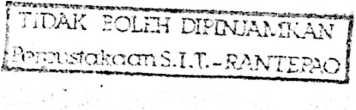 TIDAK BOLEH DIPINJAMKAN
Perpustakaan S.I.T. - RANTEPAO